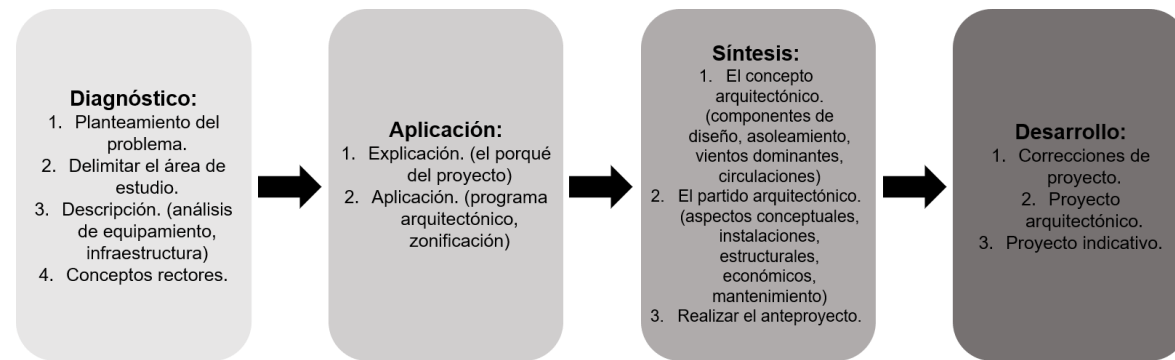 Diagnóstico:
1. Planteamiento del
problema.
2. Delimitar el área de
estudio.
3. Descripción. (análisis
de equipamiento,
infraestructura)
4. Conceptos rectores.
Aplicación:
1. Explicación. (el porqué
del proyecto)
2. Aplicación. (programa
arquitectónico,
zonificación)
Síntesis:
1. El concepto
arquitectónico.
(componentes de
diseño, asoleamiento,
vientos dominantes,
circulaciones)
2. El partido arquitectónico.
(aspectos conceptuales,
instalaciones,
estructurales,
económicos,
mantenimiento)
3. Realizar el anteproyecto.
Desarrollo:
1. Correcciones de
proyecto.
2. Proyecto
arquitectónico.
3. Proyecto indicativo.